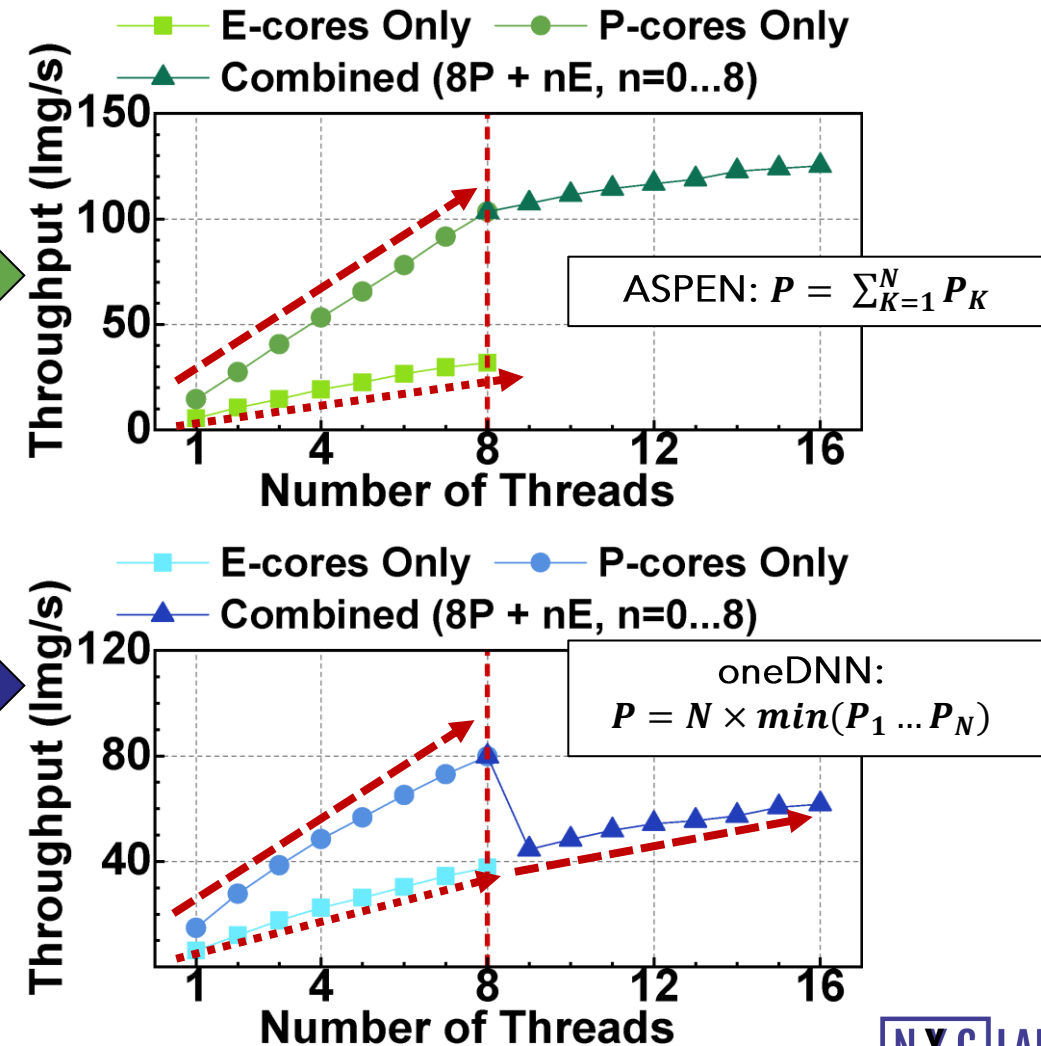 E-cores Only P-cores Only
Combined (8P + nE, n=0...8)
Throughput (Img/s)
150
100
50
0
1 4 8 12 16
Number of Threads
ASPEN: P = ∑_{K=1}^{N} P_K
E-cores Only P-cores Only
Combined (8P + nE, n=0...8)
Throughput (Img/s)
120
80
40
1 4 8 12 16
Number of Threads
oneDNN:
P = N × min(P_1 ... P_N)